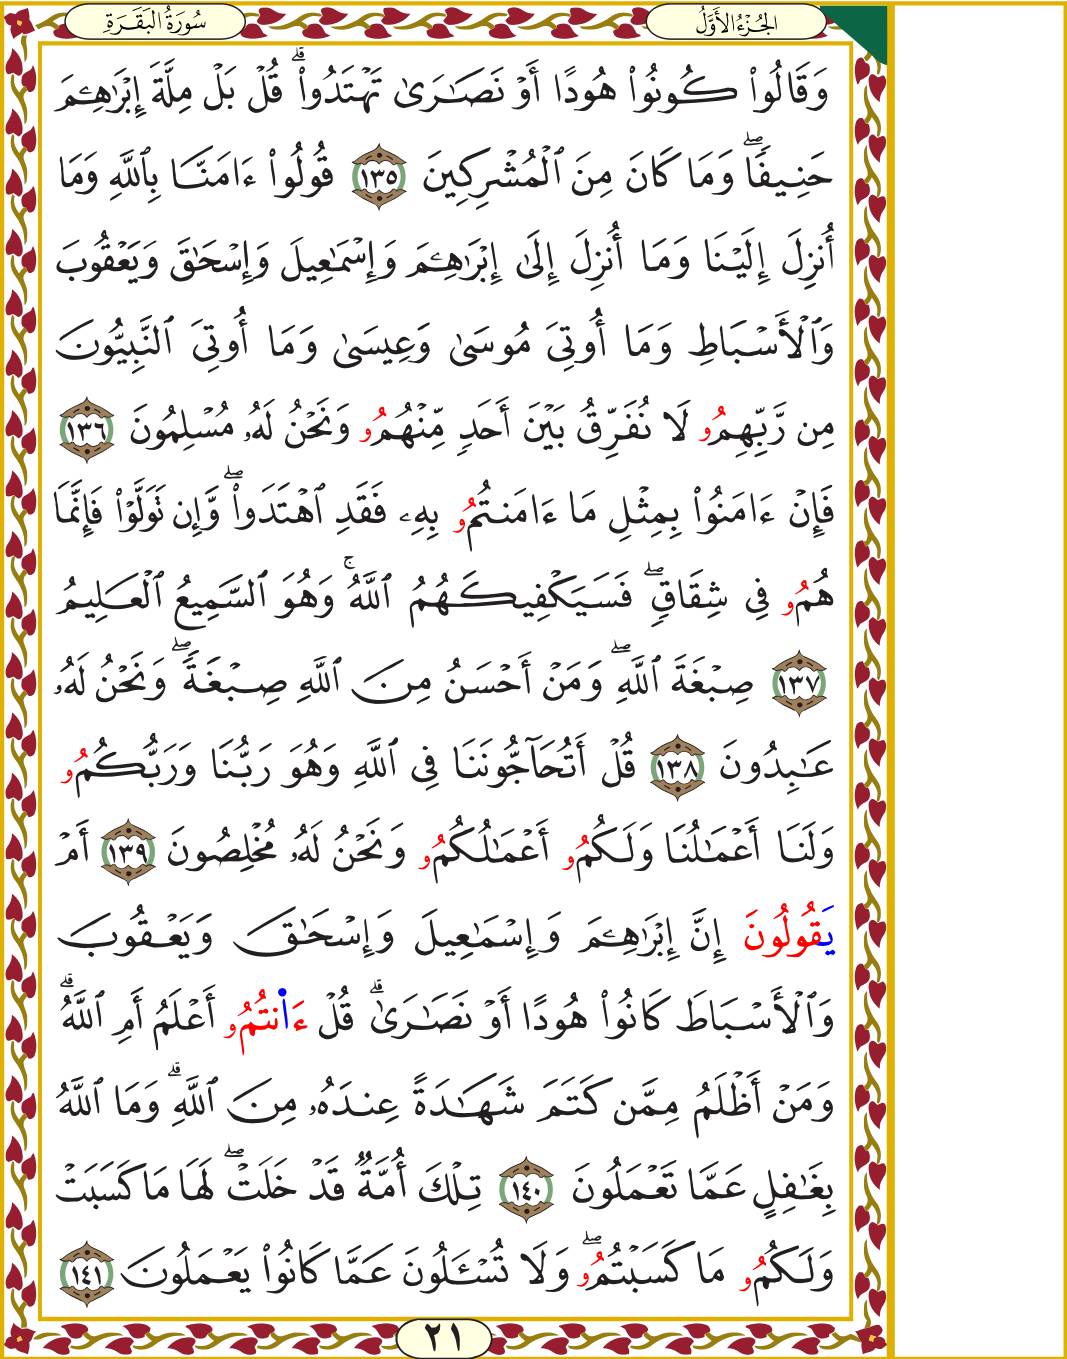 الجُزْءُ الأَوَّلُ
سُورَةُ البَقَرَةِ
وَقَالُوا۟ كُونُوا۟ هُودًا أَوْ نَصَـٰرَىٰ تَهْتَدُوا۟ ۗ قُلْ بَلْ مِلَّةَ إِبْرَٰهِـۧمَ
حَنِيفًا ۖ وَمَا كَانَ مِنَ ٱلْمُشْرِكِينَ ١٣٥ قُولُوٓا۟ ءَامَنَّا بِٱللَّهِ وَمَا
أُنزِلَ إِلَيْنَا وَمَا أُنزِلَ إِلَىٰ إِبْرَٰهِـۧمَ وَإِسْمَـٰعِيلَ وَإِسْحَـٰقَ وَيَعْقُوبَ
وَٱلْأَسْبَاطِ وَمَا أُوتِىَ مُوسَىٰ وَعِيسَىٰ وَمَا أُوتِىَ ٱلنَّبِيُّونَ
مِن رَّبِّهِمُۥ لَا نُفَرِّقُ بَيْنَ أَحَدٍ مِّنْهُمُۥ وَنَحْنُ لَهُۥ مُسْلِمُونَ ١٣٦
فَإِنْ ءَامَنُوا۟ بِمِثْلِ مَا ءَامَنتُمُۥ بِهِۦ فَقَدِ ٱهْتَدَوا۟ ۖ وَّإِن تَوَلَّوْا۟ فَإِنَّمَا
هُمُۥ فِى شِقَاقٍ ۖ فَسَيَكْفِيكَهُمُ ٱللَّهُ ۚ وَهُوَ ٱلسَّمِيعُ ٱلْعَلِيمُ
١٣٧ صِبْغَةَ ٱللَّهِ ۖ وَمَنْ أَحْسَنُ مِنَ ٱللَّهِ صِبْغَةً ۖ وَنَحْنُ لَهُۥ
عَـٰبِدُونَ ١٣٨ قُلْ أَتُحَآجُّونَنَا فِى ٱللَّهِ وَهُوَ رَبُّنَا وَرَبُّكُمُۥ
وَلَنَا أَعْمَـٰلُنَا وَلَكُمُۥ أَعْمَـٰلُكُمُۥ وَنَحْنُ لَهُۥ مُخْلِصُونَ ١٣٩ أَمْ
يَقُولُونَ إِنَّ إِبْرَٰهِـۧمَ وَإِسْمَـٰعِيلَ وَإِسْحَـٰقَ وَيَعْقُوبَ
وَٱلْأَسْبَاطَ كَانُوا۟ هُودًا أَوْ نَصَـٰرَىٰ ۗ قُلْ ءَا۬نتُمُۥ أَعْلَمُ أَمِ ٱللَّهُ ۗ
وَمَنْ أَظْلَمُ مِمَّن كَتَمَ شَهَـٰدَةً عِندَهُۥ مِنَ ٱللَّهِ ۗ وَمَا ٱللَّهُ
بِغَـٰفِلٍ عَمَّا تَعْمَلُونَ ١٤٠ تِلْكَ أُمَّةٌ قَدْ خَلَتْ ۖ لَهَا مَا كَسَبَتْ
وَلَكُمُۥ مَا كَسَبْتُمُۥ ۖ وَلَا تُسْـَٔلُونَ عَمَّا كَانُوا۟ يَعْمَلُونَ ١٤١
٢١